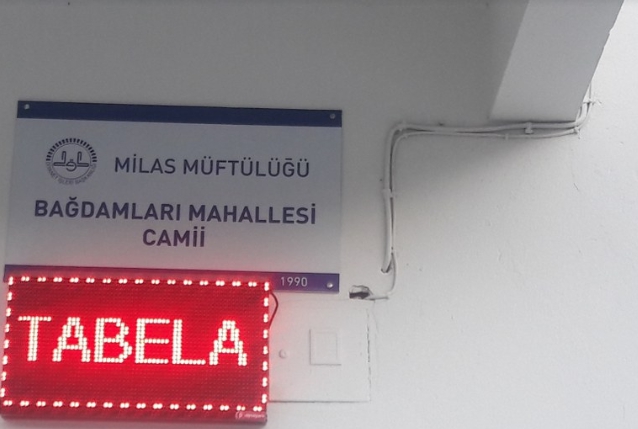 MİLAS MÜFTÜLÜĞÜ
BAĞDAMLARI MAHALLESİ
CAMİİ
1990
TABELA